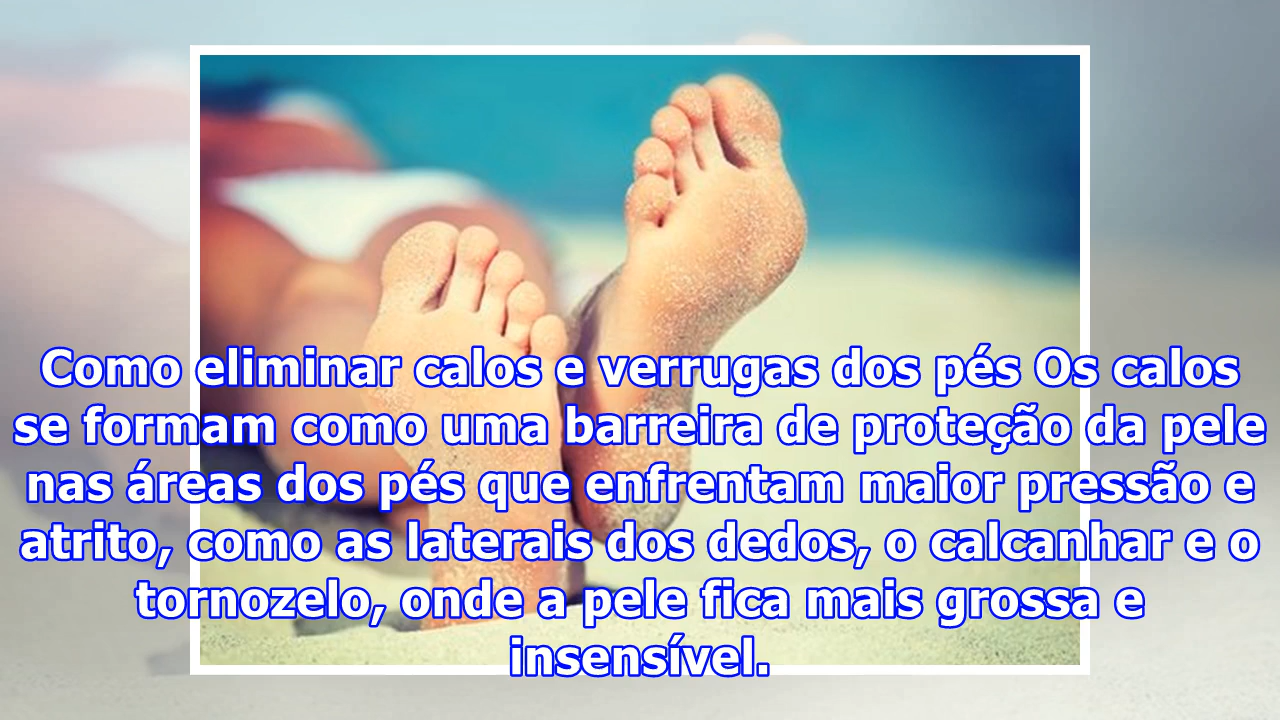 Como eliminar calos e verrugas dos pés Os calos
se formam como uma barreira de proteção da pele
nas áreas dos pés que enfrentam maior pressão e
atrito, como as laterais dos dedos, o calcanhar e o
tornozelo, onde a pele fica mais grossa e
insensível.